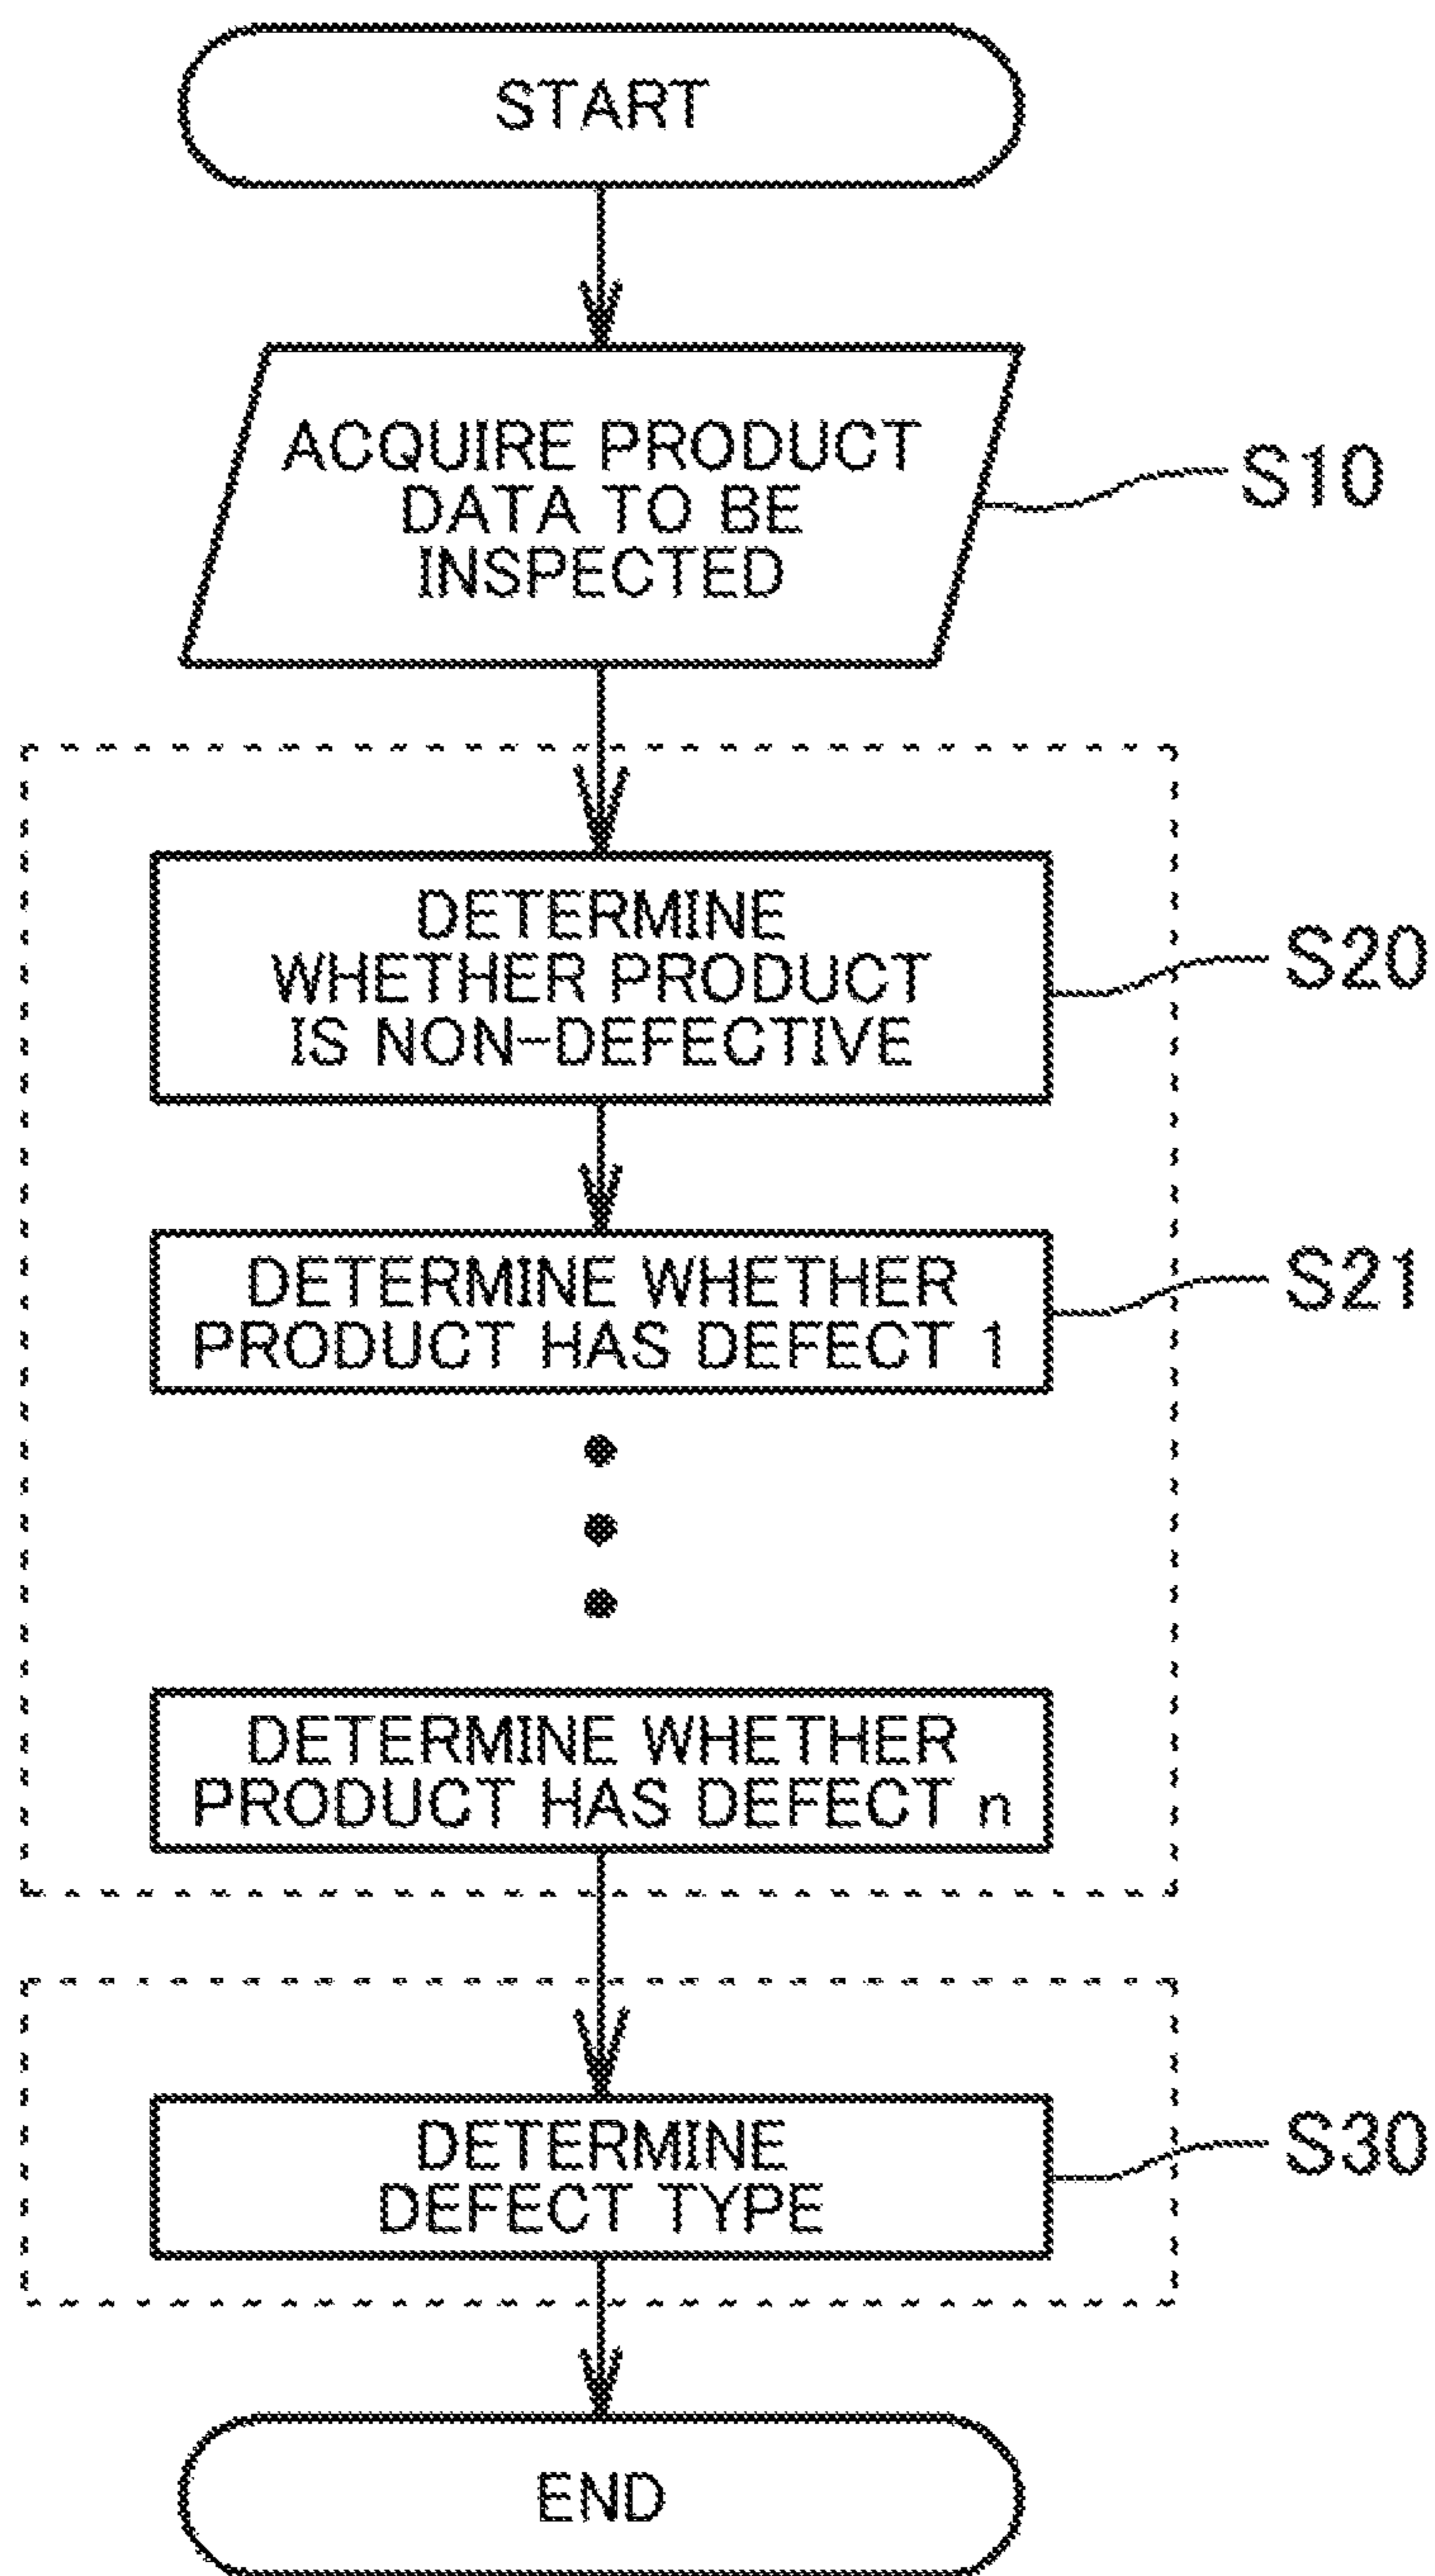 START
ACQUIRE PRODUCT
DATA TO BE
INSPECTED
S10
DETERMINE
WHETHER PRODUCT
IS NON-DEFECTIVE
S20
DETERMINE WHETHER
PRODUCT HAS DEFECT 1
S21
DETERMINE WHETHER
PRODUCT HAS DEFECT n
DETERMINE
DEFECT TYPE
S30
END